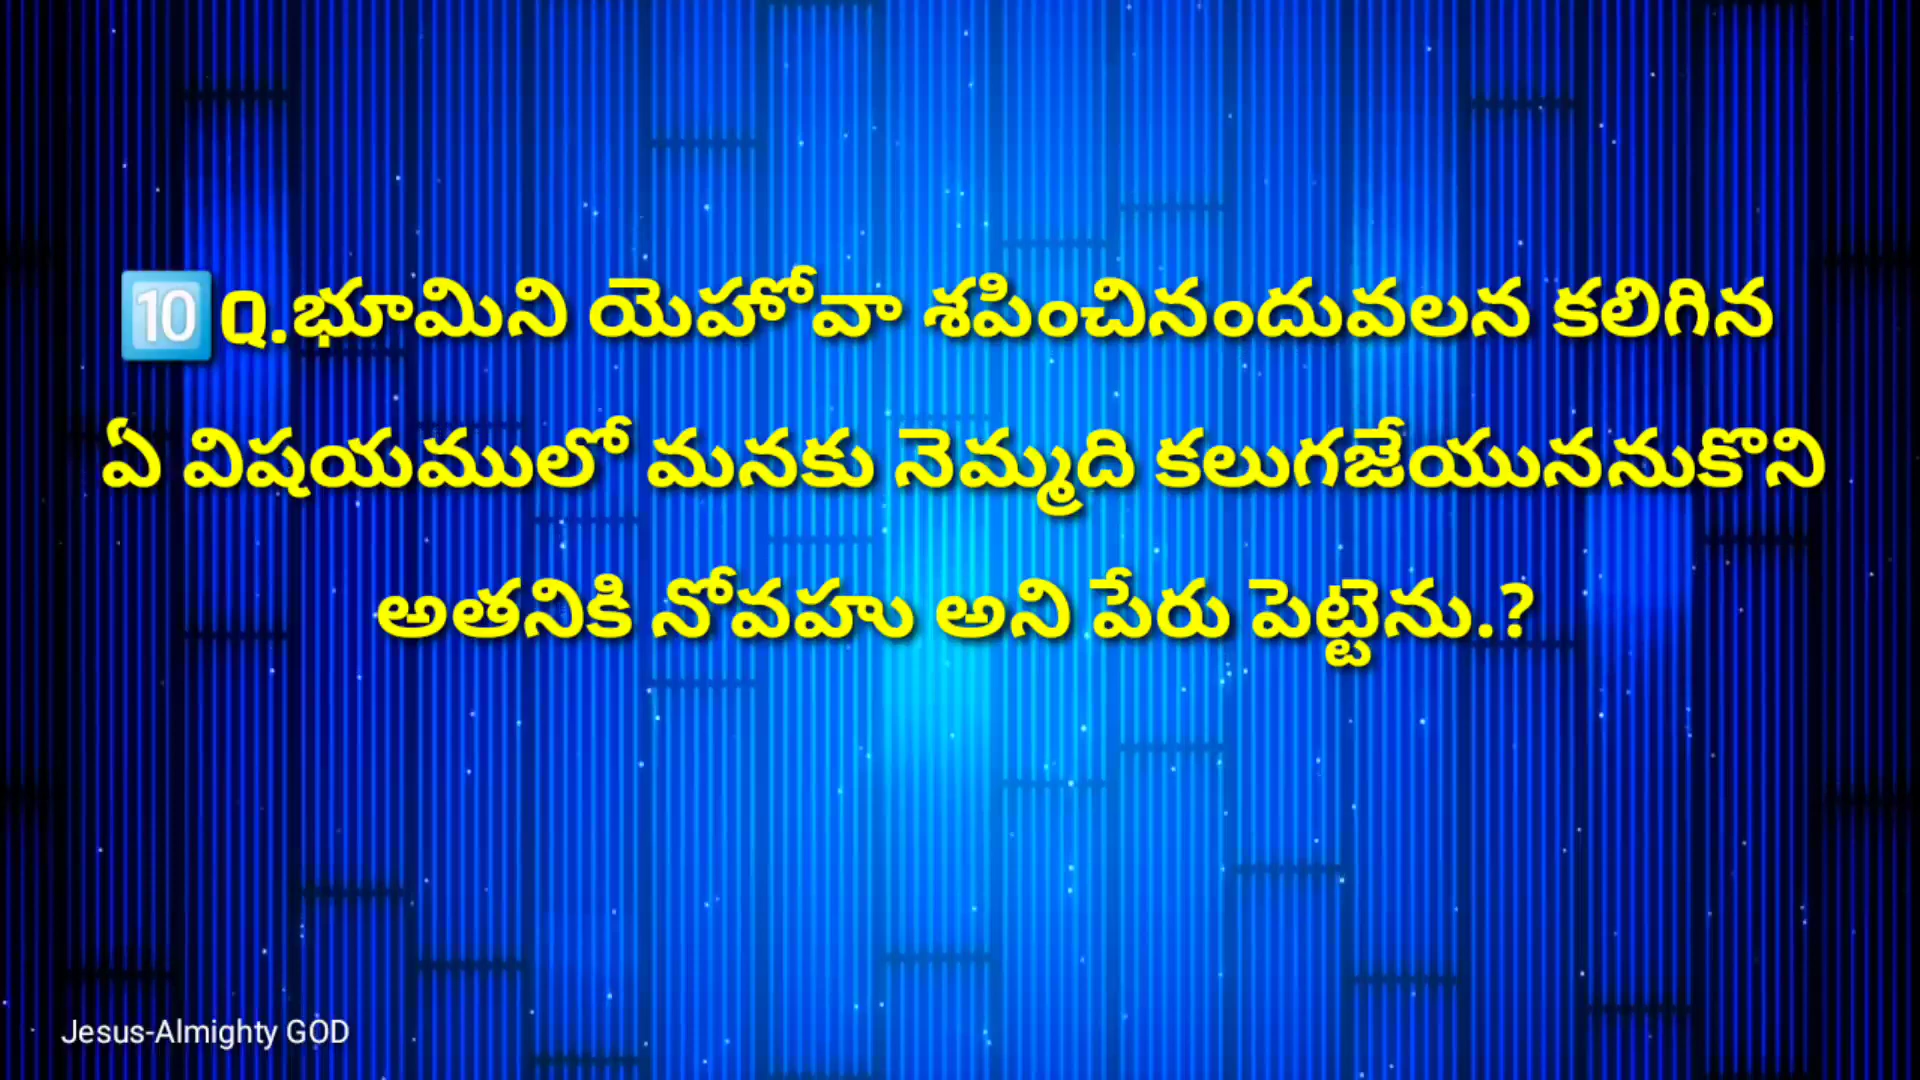 🔟Q.భూమిని యెహోవా శపించినందువలన కలిగిన
ఏ విషయములో మనకు నెమ్మది కలుగజేయుననుకొని
అతనికి నోవహు అని పేరు పెట్టెను.?
Jesus-Almighty GOD